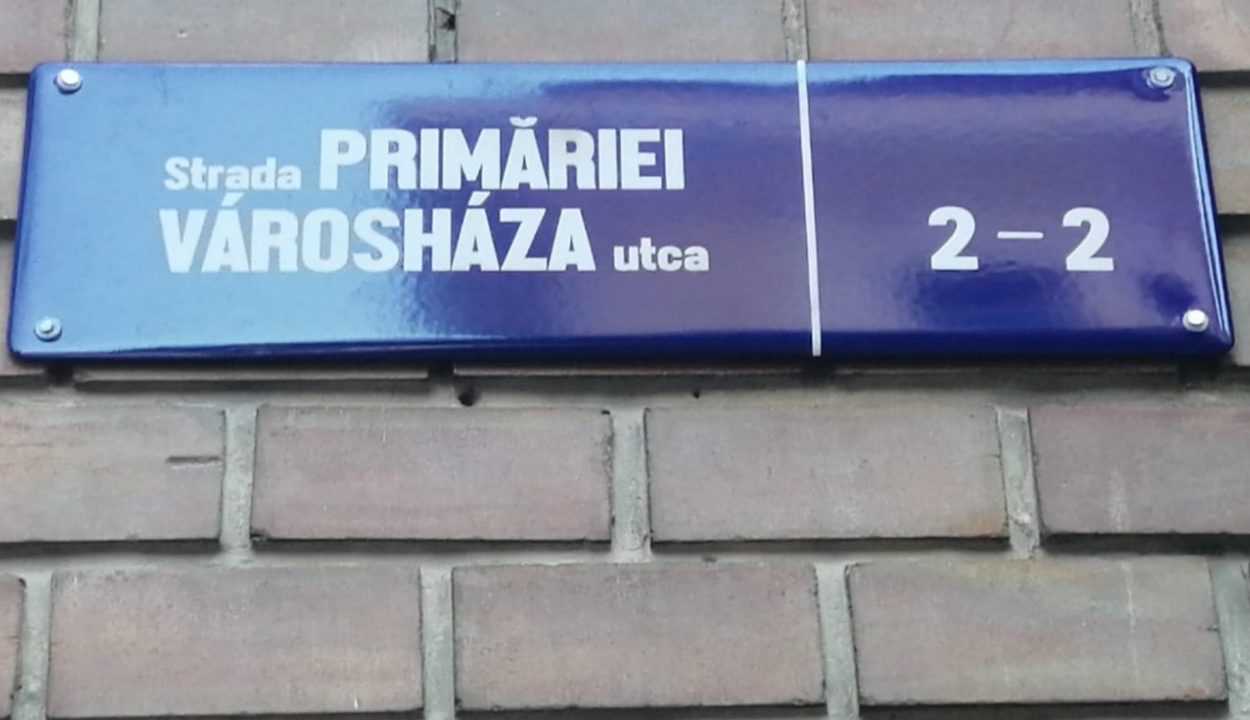 Strada PRIMĂRIEI
VÁROSHÁZA utca
2 – 2